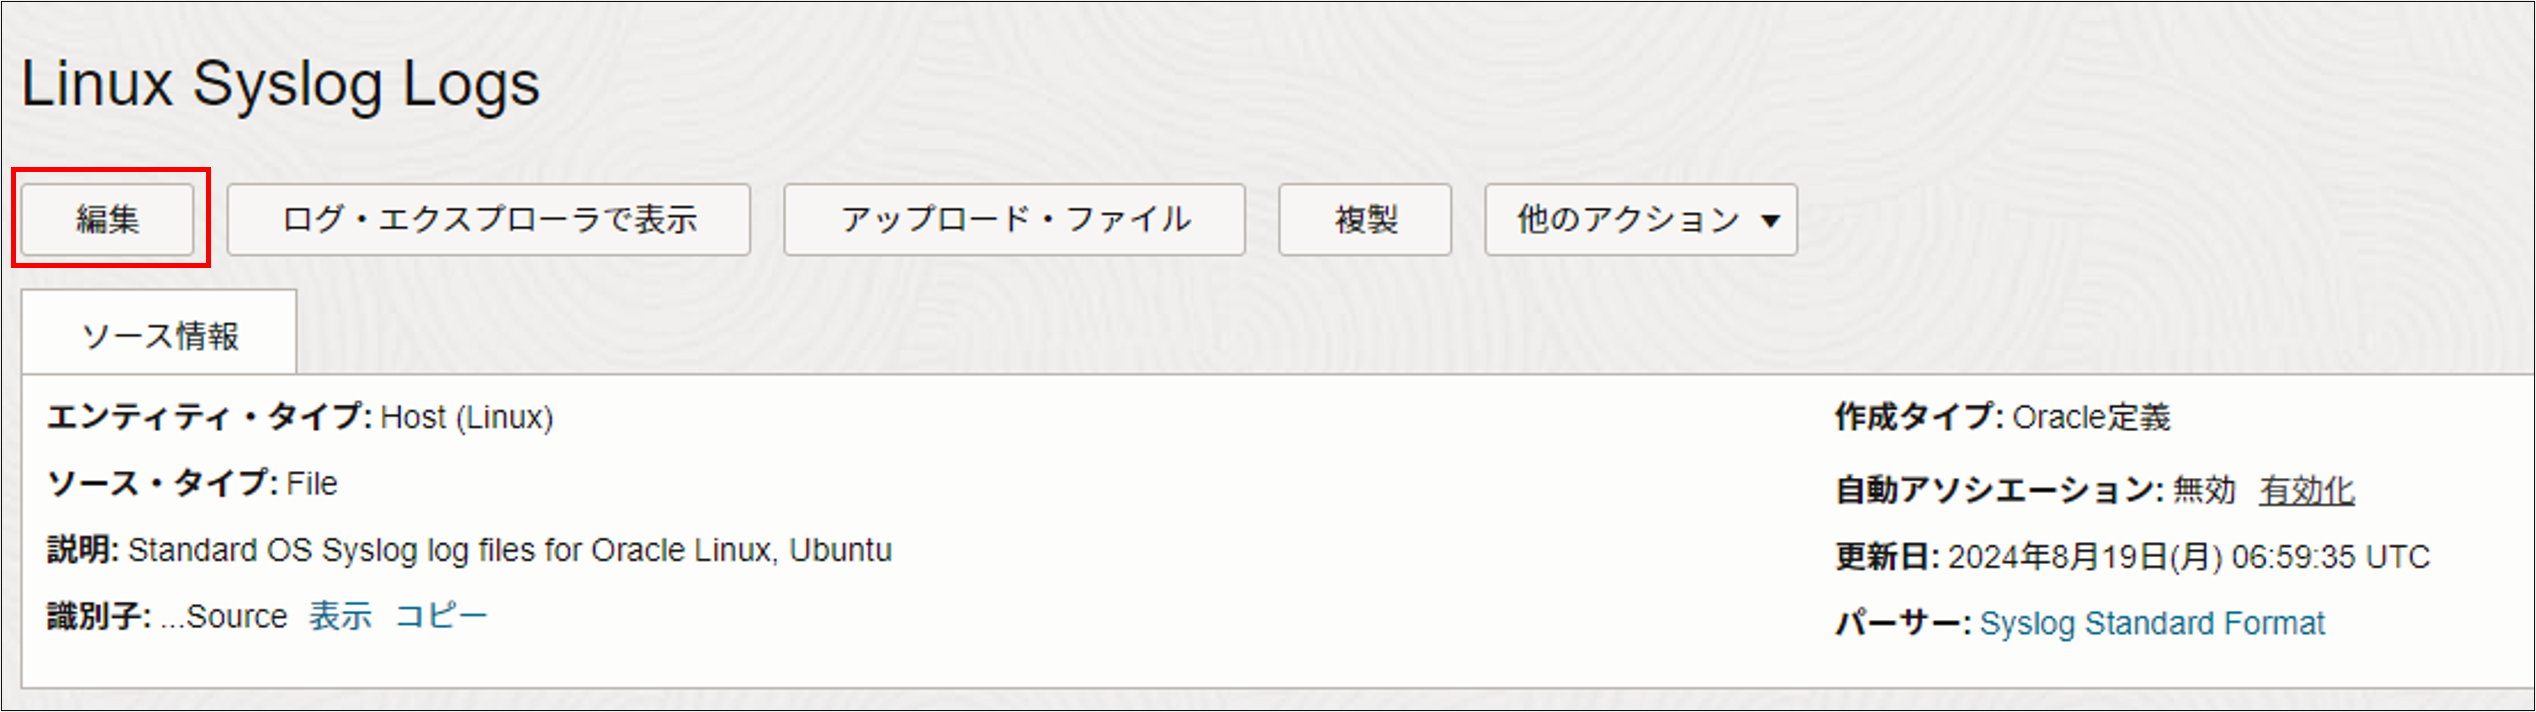 Linux Syslog Logs
編集 ログ・エクスプローラで表示 アップロード・ファイル 複製 他のアクション ▼
ソース情報
エンティティ・タイプ: Host (Linux)
作成タイプ: Oracle定義
ソース・タイプ: File
自動アソシエーション: 無効 有効化
説明: Standard OS Syslog log files for Oracle Linux, Ubuntu
更新日: 2024年8月19日(月) 06:59:35 UTC
識別子: ...Source 表示 コピー
パーサー: Syslog Standard Format